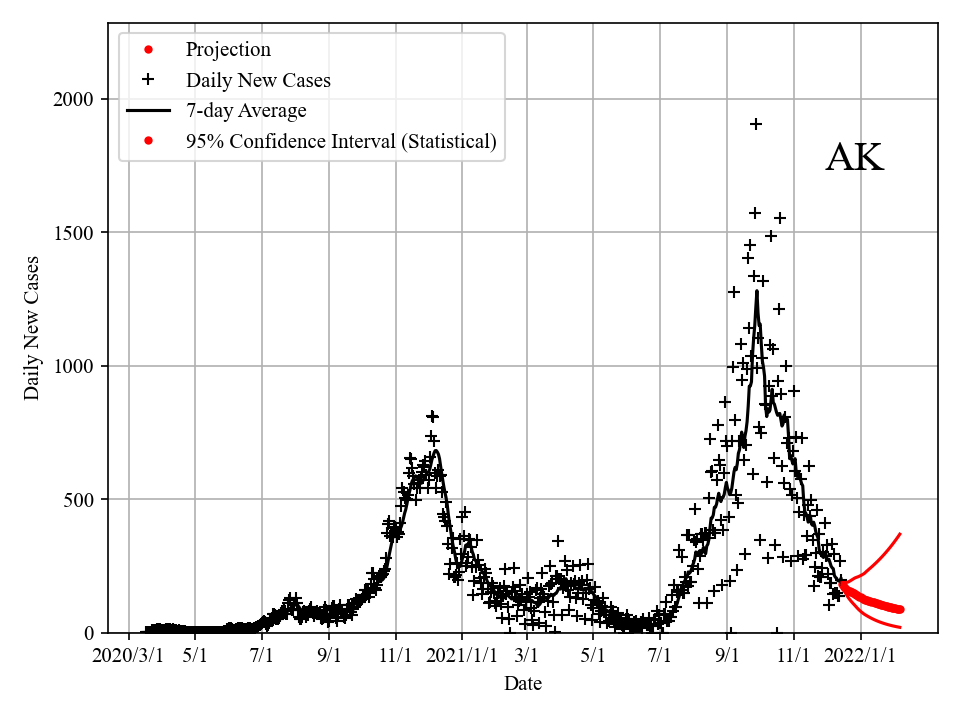 Projection
Daily New Cases
7-day Average
95% Confidence Interval (Statistical)
AK
Daily New Cases
2000
1500
1000
500
0
2020/3/1 5/1 7/1 9/1 11/1 2021/1/1 3/1 5/1 7/1 9/1 11/1 2022/1/1
Date